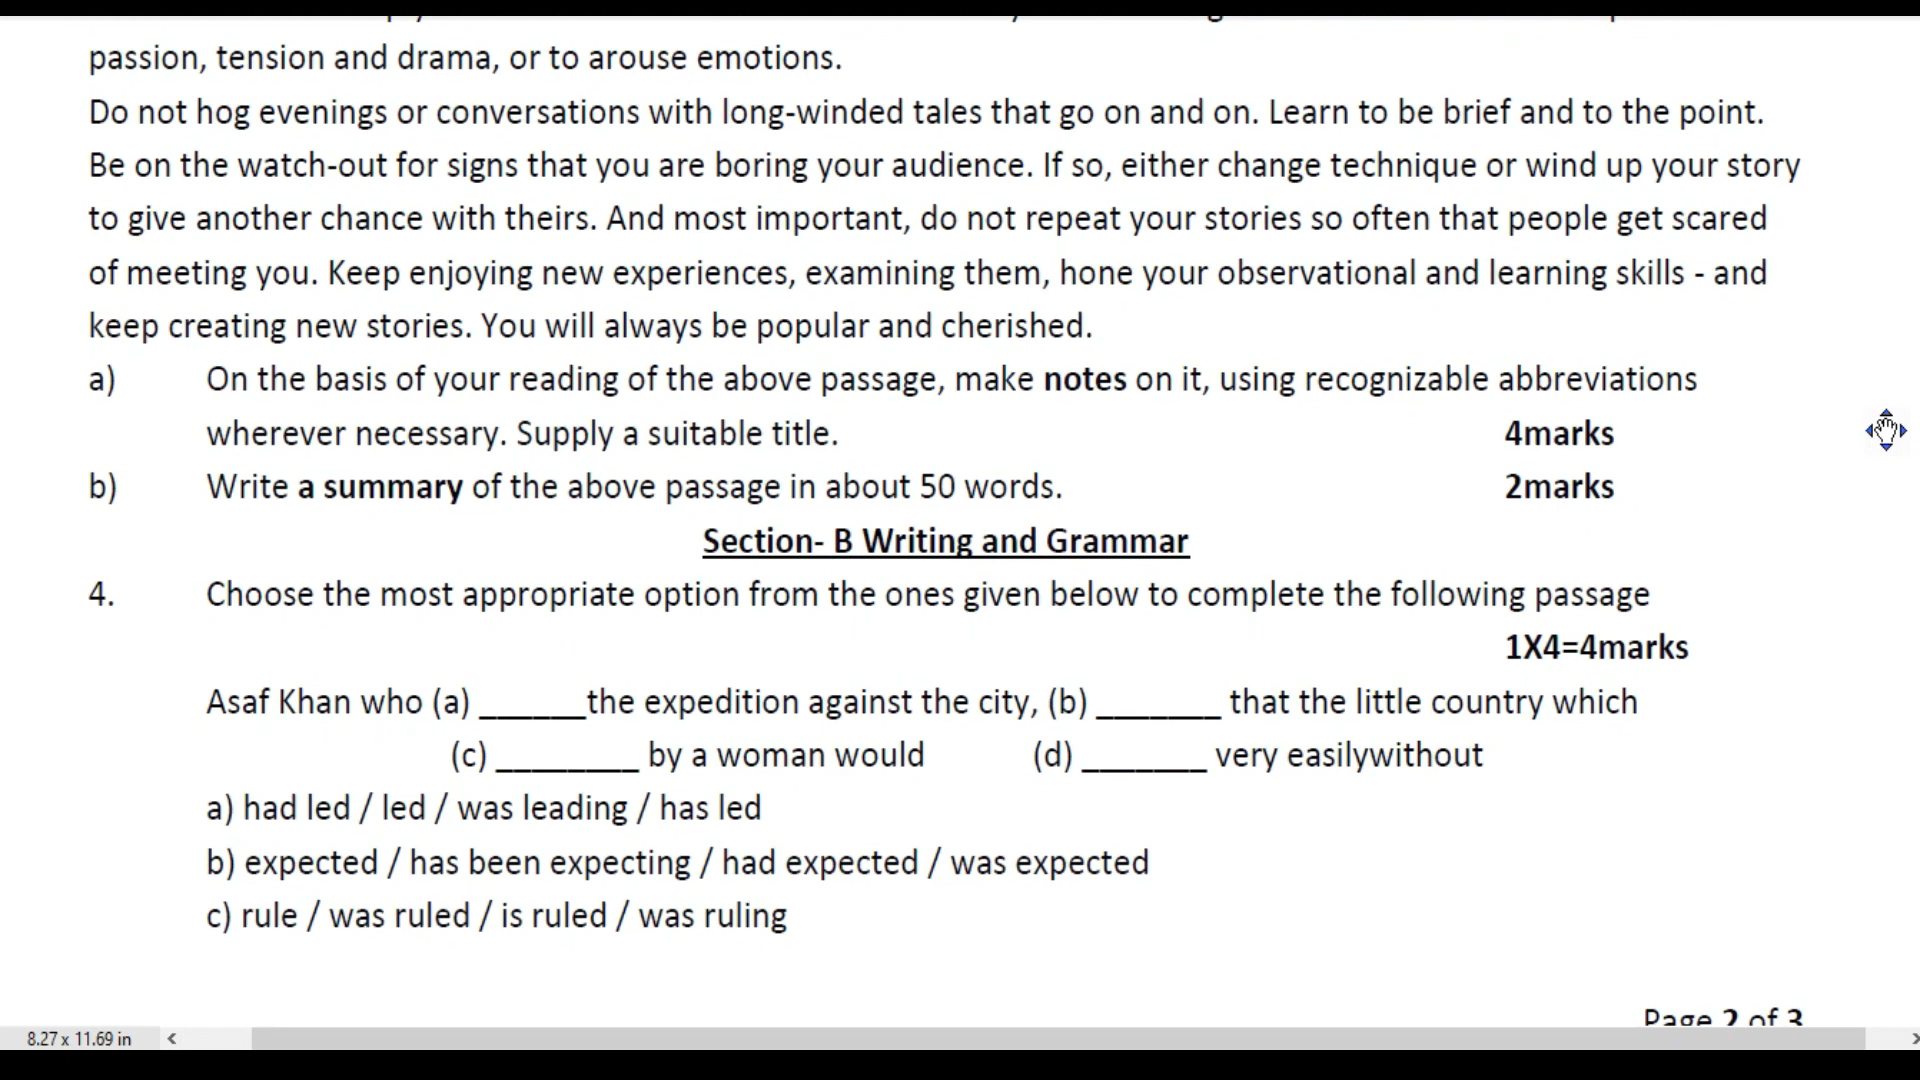 passion, tension and drama, or to arouse emotions.
Do not hog evenings or conversations with long-winded tales that go on and on. Learn to be brief and to the point.
Be on the watch-out for signs that you are boring your audience. If so, either change technique or wind up your story
to give another chance with theirs. And most important, do not repeat your stories so often that people get scared
of meeting you. Keep enjoying new experiences, examining them, hone your observational and learning skills - and
keep creating new stories. You will always be popular and cherished.
a) On the basis of your reading of the above passage, make notes on it, using recognizable abbreviations
wherever necessary. Supply a suitable title. 4marks
b) Write a summary of the above passage in about 50 words. 2marks
Section- B Writing and Grammar
4. Choose the most appropriate option from the ones given below to complete the following passage
1X4=4marks
Asaf Khan who (a) ______the expedition against the city, (b) _______ that the little country which
(c) ________ by a woman would (d) _______ very easilywithout
a) had led / led / was leading / has led
b) expected / has been expecting / had expected / was expected
c) rule / was ruled / is ruled / was ruling
Page 2 of 3
8.27 x 11.69 in